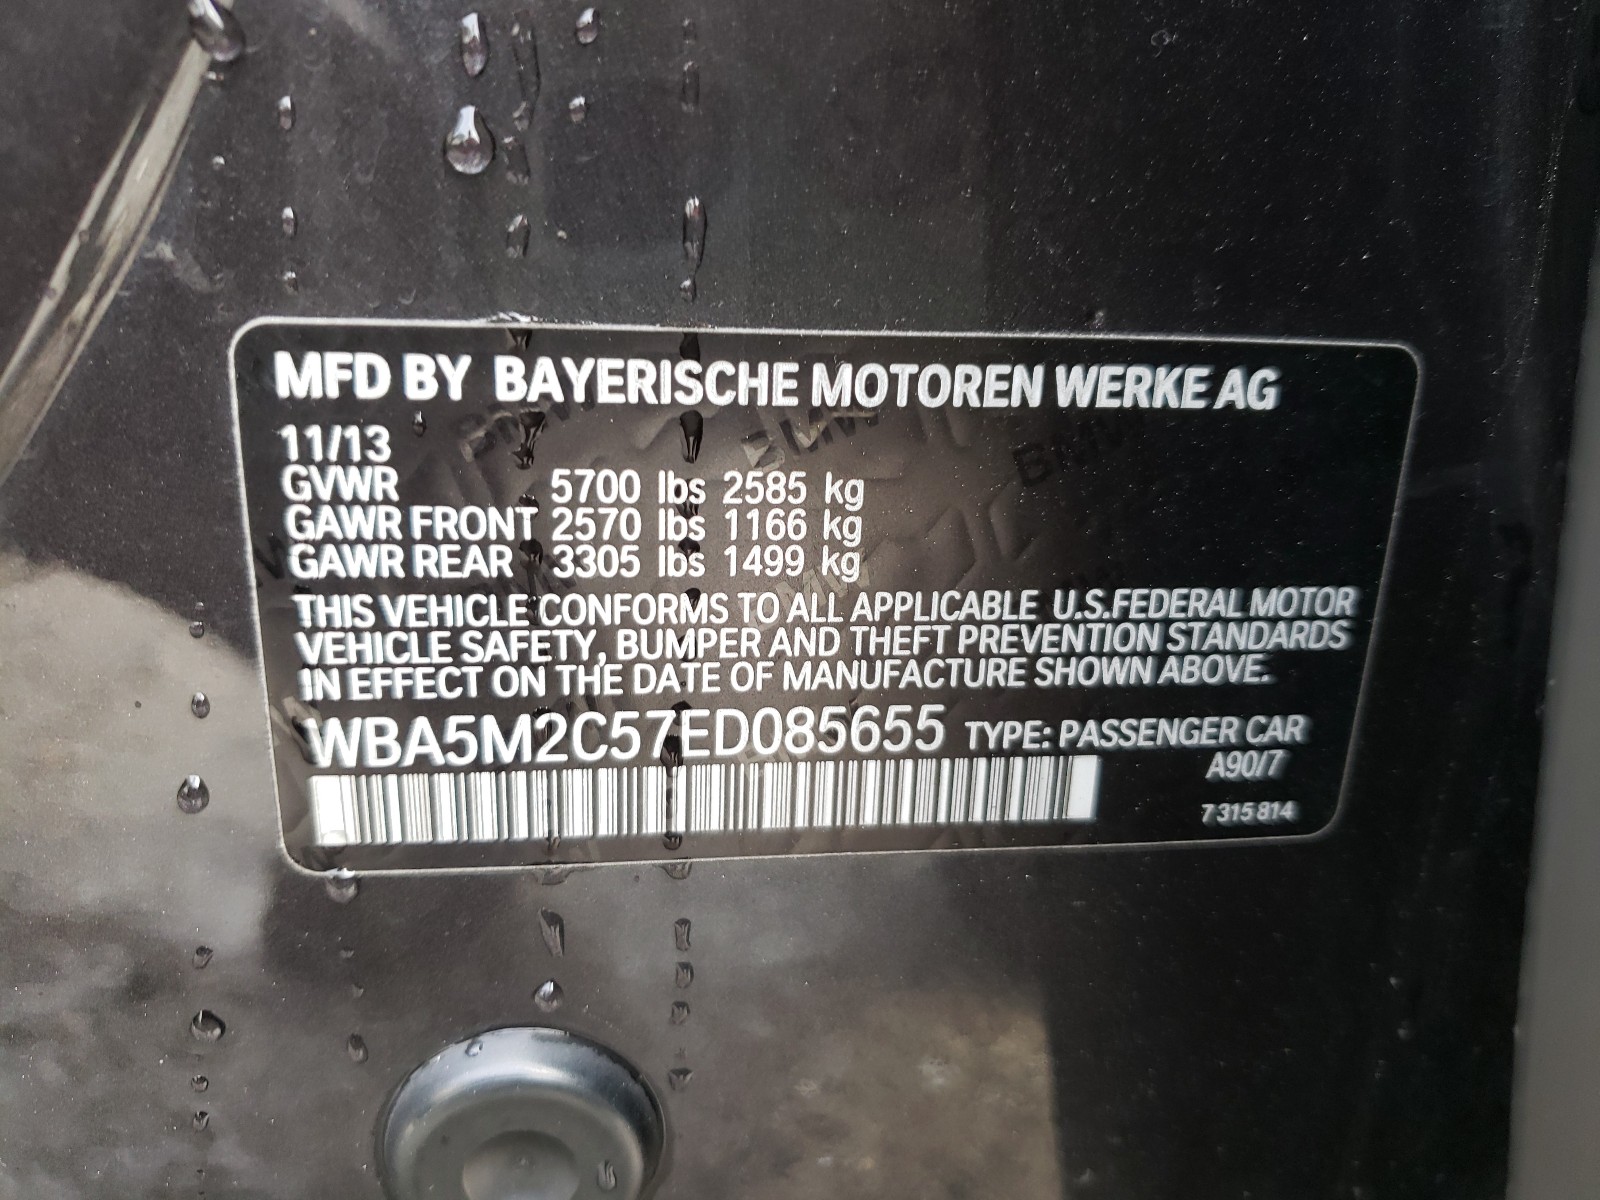 MFD BY BAYERISCHE MOTOREN WERKE AG
11/13
GVWR 5700 lbs 2585 kg
GAWR FRONT 2570 lbs 1166 kg
GAWR REAR 3305 lbs 1499 kg
THIS VEHICLE CONFORMS TO ALL APPLICABLE U.S.FEDERAL MOTOR
VEHICLE SAFETY, BUMPER AND THEFT PREVENTION STANDARDS
IN EFFECT ON THE DATE OF MANUFACTURE SHOWN ABOVE.
WBA5M2C57ED085655 TYPE: PASSENGER CAR
A90/7
7 315 814